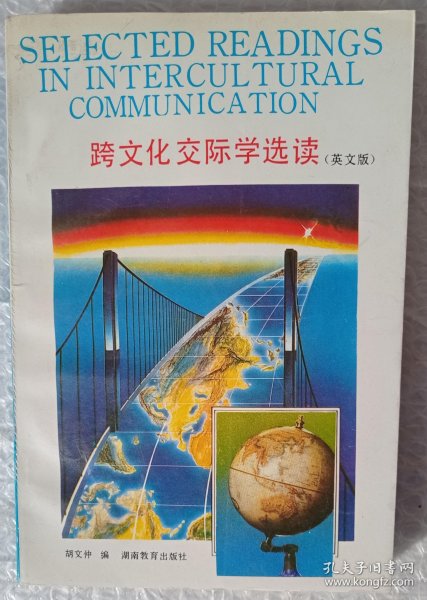 SELECTED READINGS
IN INTERCULTURAL
COMMUNICATION
跨文化交际学选读(英文版)
胡文仲 编 湖南教育出版社
孔夫子旧书网
www.kongfz.com